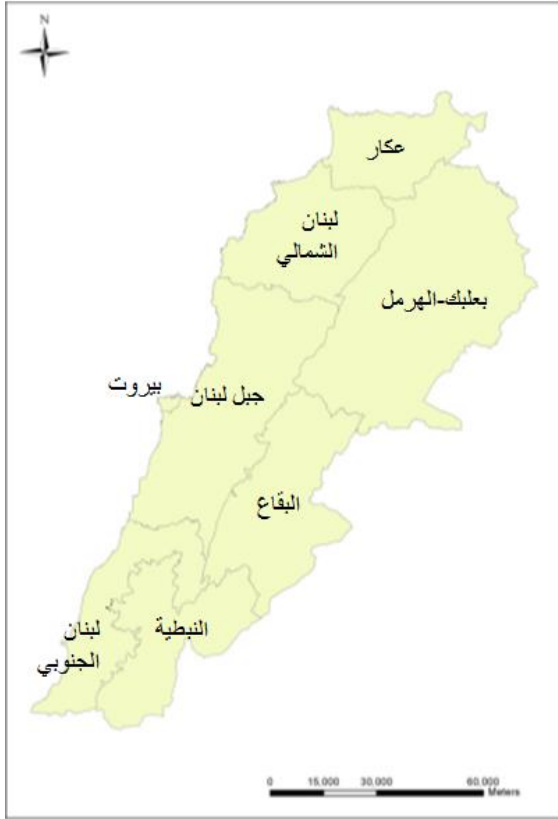 N
عكار
لبنان
الشمالي
بعلبك-الهرمل
بيروت
جبل لبنان
البقاع
النبطية
لبنان
الجنوبي
0 15,000 30,000 60,000
Meters